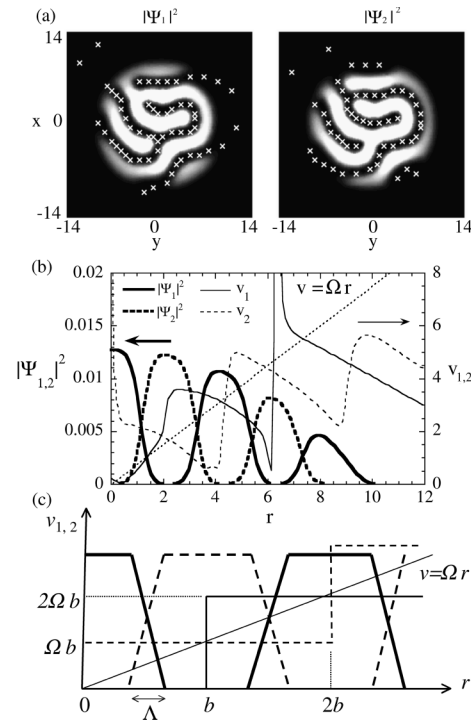 (a) |Ψ₁|² |Ψ₂|²
14
x 0
-14
-14 0 14 -14 0 14
y y
(b)
0.02 8
|Ψ₁|² v₁ v = Ω r
|Ψ₂|² v₂
0.015 6
|Ψ₁,₂|² 0.01 4 v₁,₂
0.005 2
0 0
0 2 4 6 8 10 12
r
(c)
v₁, ₂
v=Ω r
2Ω b
Ω b
r
0 Λ b 2b